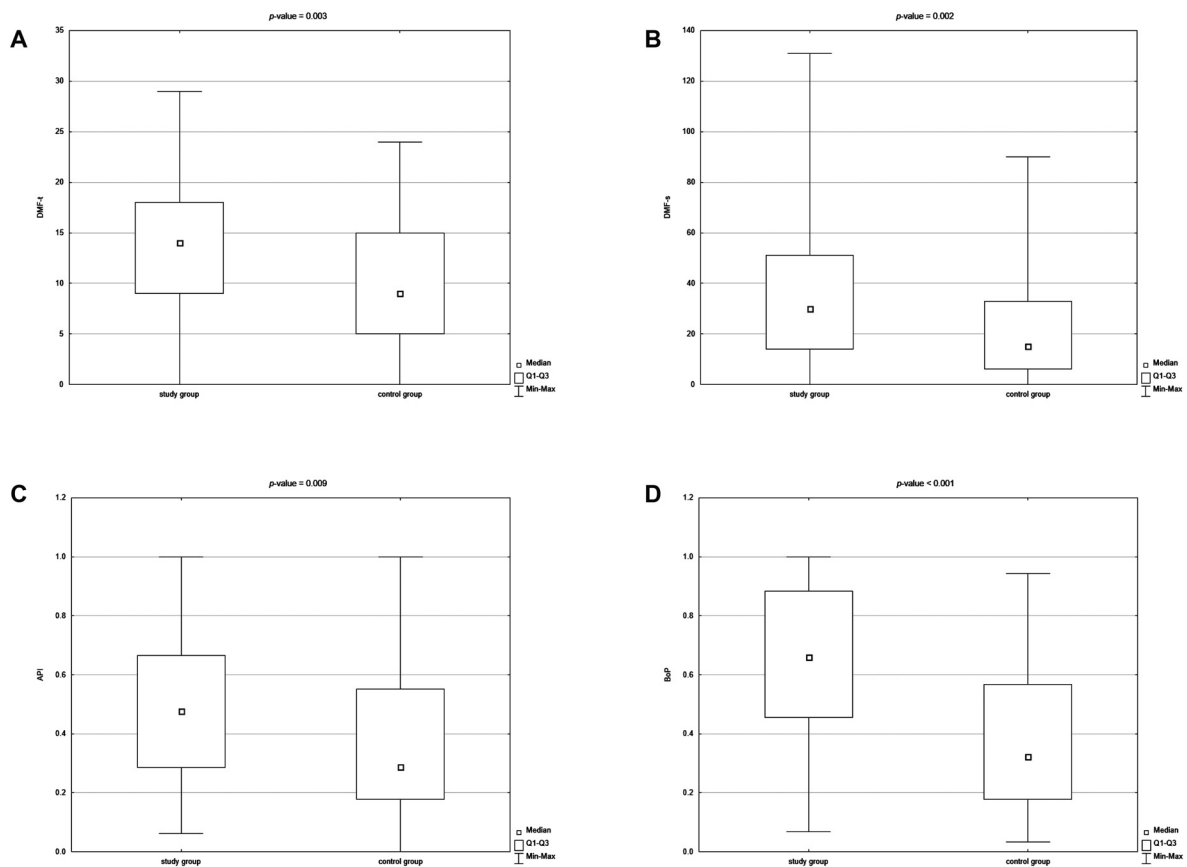 A
p-value = 0.003
35
30
25
20
15
10
5
0
DMF-t
study group
control group
Median
Q1-Q3
Min-Max
B
p-value = 0.002
140
120
100
80
60
40
20
0
DMF-s
study group
control group
Median
Q1-Q3
Min-Max
C
p-value = 0.009
1.2
1.0
0.8
0.6
0.4
0.2
0.0
API
study group
control group
Median
Q1-Q3
Min-Max
D
p-value < 0.001
1.2
1.0
0.8
0.6
0.4
0.2
0.0
BoP
study group
control group
Median
Q1-Q3
Min-Max